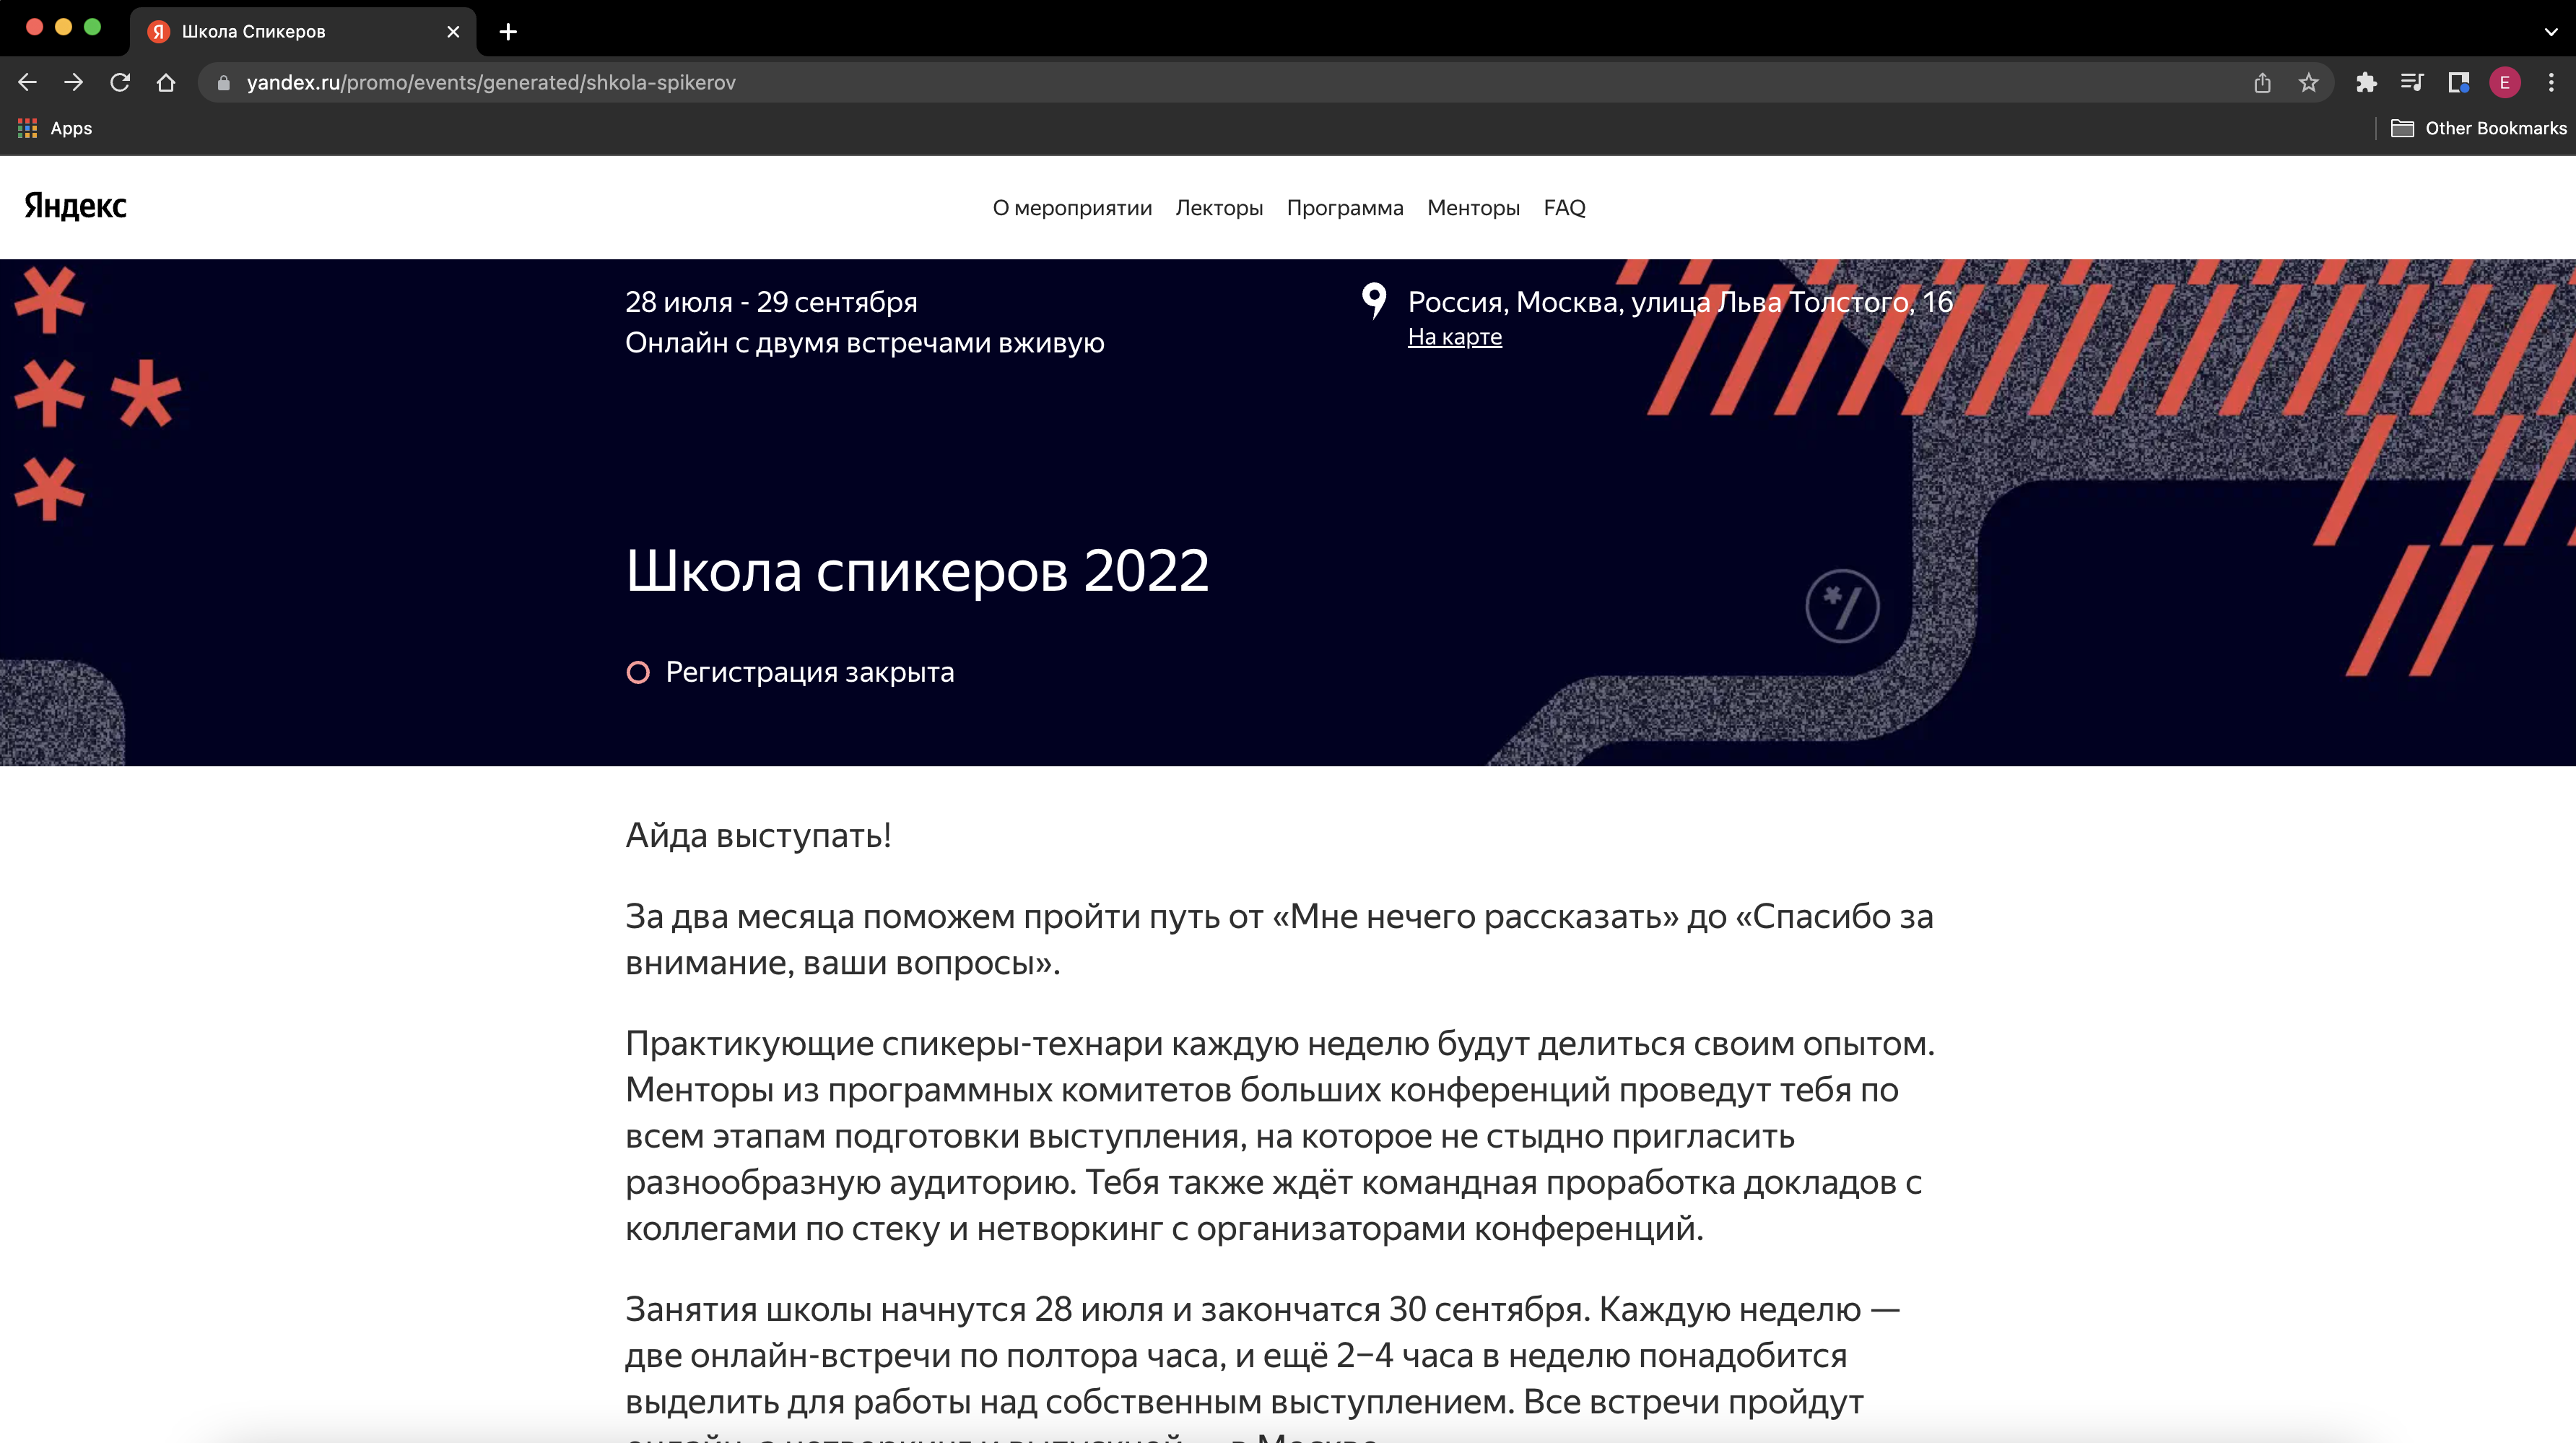 Школа Спикеров
yandex.ru/promo/events/generated/shkola-spikerov
E
Apps
Other Bookmarks
Яндекс
О мероприятии Лекторы Программа Менторы FAQ
28 июля - 29 сентября
Онлайн с двумя встречами вживую
Россия, Москва, улица Льва Толстого, 16
На карте
Школа спикеров 2022
Регистрация закрыта
Айда выступать!
За два месяца поможем пройти путь от «Мне нечего рассказать» до «Спасибо за
внимание, ваши вопросы».
Практикующие спикеры-технари каждую неделю будут делиться своим опытом.
Менторы из программных комитетов больших конференций проведут тебя по
всем этапам подготовки выступления, на которое не стыдно пригласить
разнообразную аудиторию. Тебя также ждёт командная проработка докладов с
коллегами по стеку и нетворкинг с организаторами конференций.
Занятия школы начнутся 28 июля и закончатся 30 сентября. Каждую неделю —
две онлайн-встречи по полтора часа, и ещё 2–4 часа в неделю понадобится
выделить для работы над собственным выступлением. Все встречи пройдут